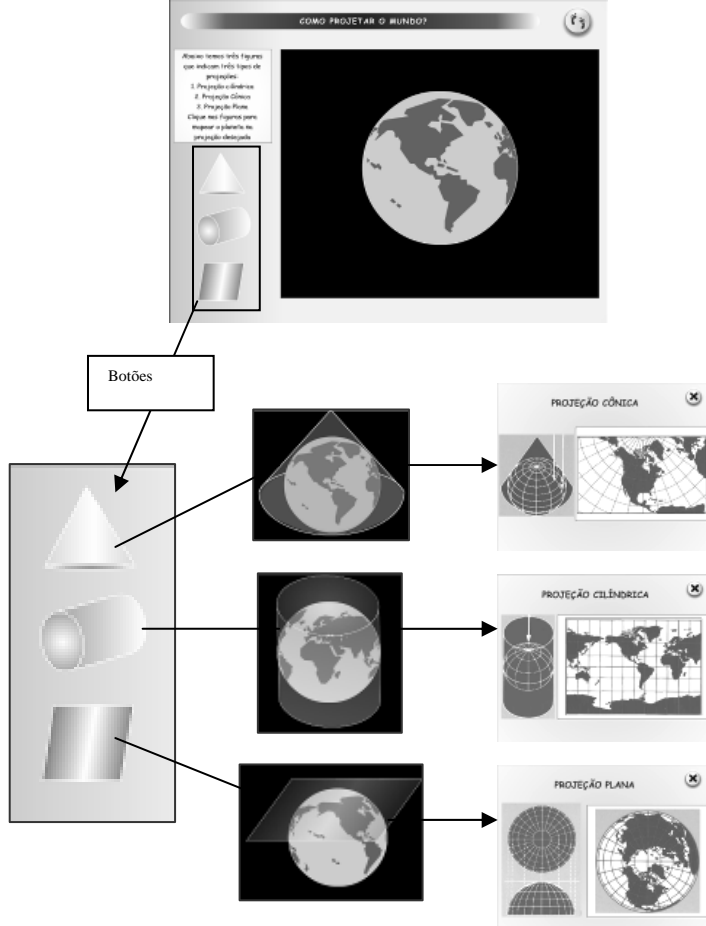 COMO PROJETAR O MUNDO?
Abaixo temos três figuras
que indicam três tipos de
projeções:
1. Projeção cilíndrica
2. Projeção Cônica
3. Projeção Plana
Clique nas figuras para
mapear o planeta na
projeção desejada
Botões
PROJEÇÃO CÔNICA
PROJEÇÃO CILÍNDRICA
PROJEÇÃO PLANA